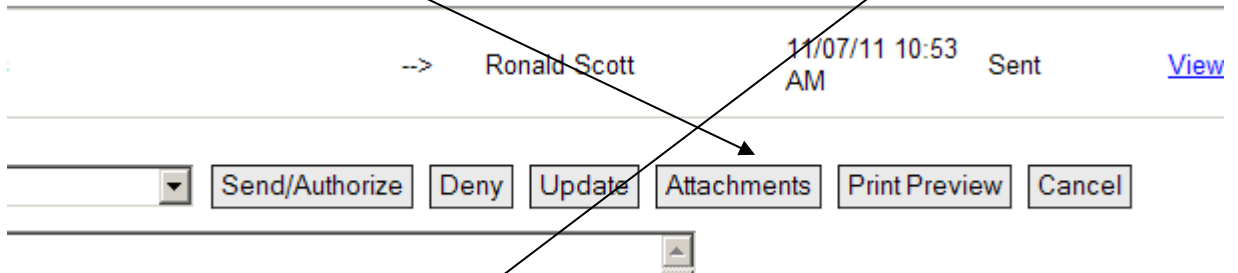 --> Ronald Scott 11/07/11 10:53 AM Sent View
Send/Authorize Deny Update Attachments Print Preview Cancel